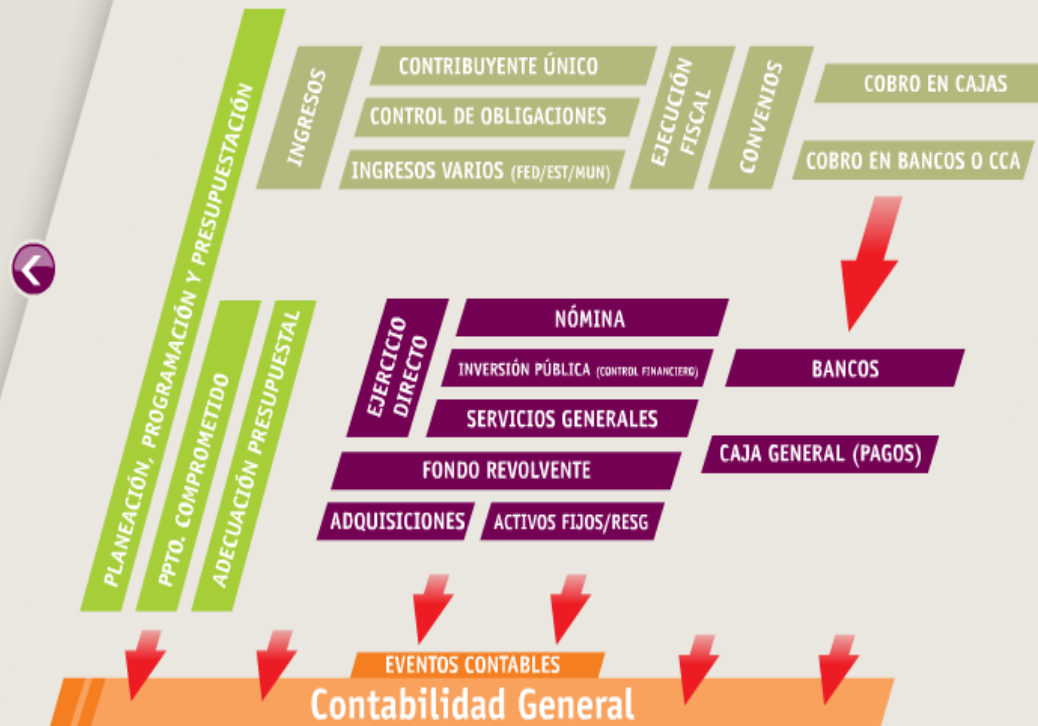 PLANEACIÓN, PROGRAMACIÓN Y PRESUPUESTACIÓN
PPTO. COMPROMETIDO
ADECUACIÓN PRESUPUESTAL
INGRESOS
CONTRIBUYENTE ÚNICO
CONTROL DE OBLIGACIONES
INGRESOS VARIOS (FED/EST/MUN)
EJECUCIÓN
FISCAL
CONVENIOS
COBRO EN CAJAS
COBRO EN BANCOS O CCA
EJERCICIO
DIRECTO
NÓMINA
INVERSIÓN PÚBLICA (CONTROL FINANCIERO)
SERVICIOS GENERALES
FONDO REVOLVENTE
ADQUISICIONES
ACTIVOS FIJOS/RESG
BANCOS
CAJA GENERAL (PAGOS)
EVENTOS CONTABLES
Contabilidad General